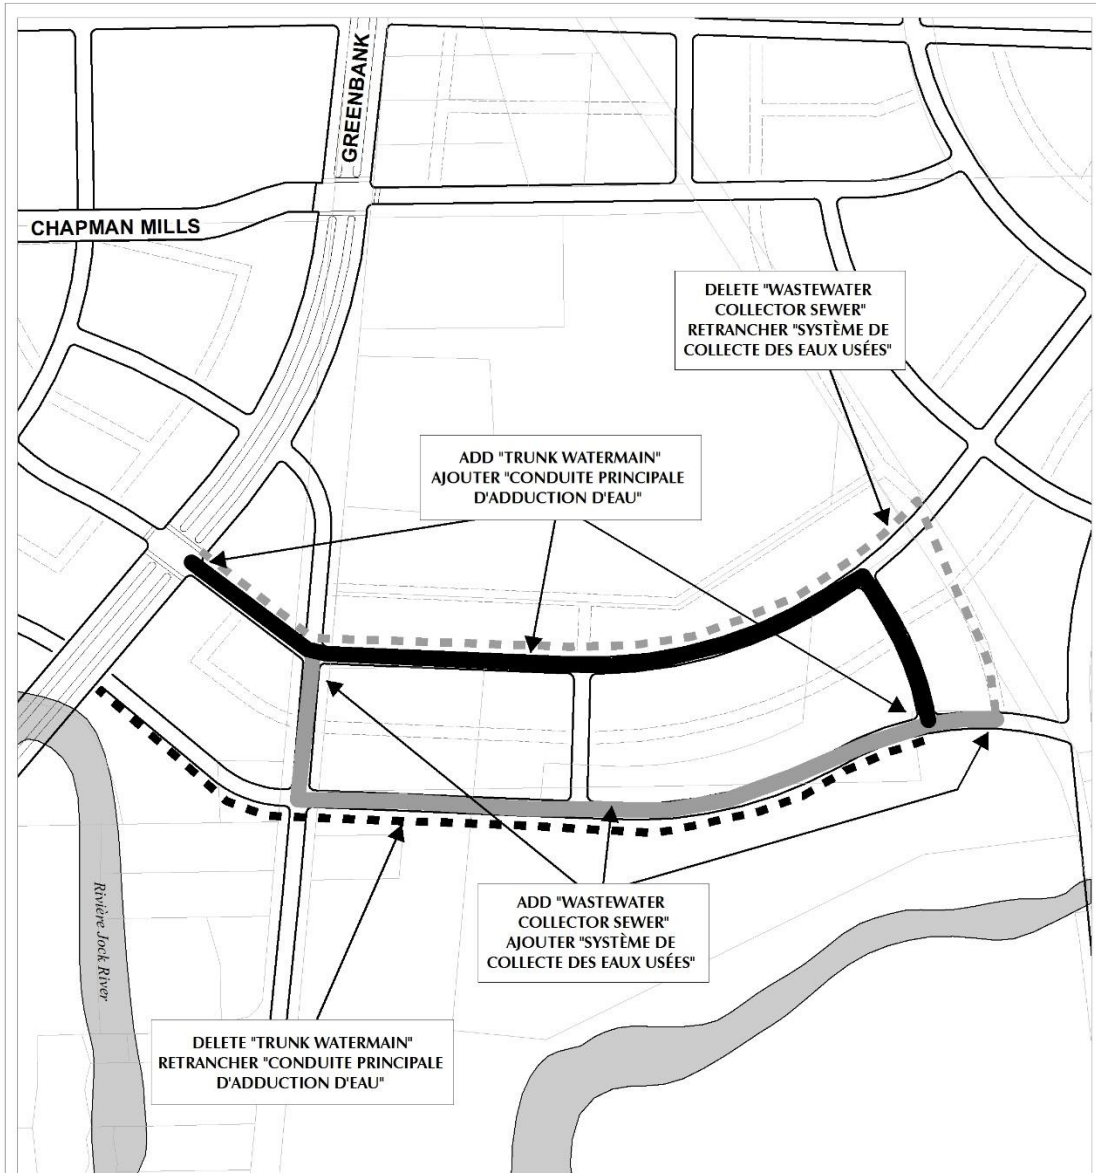 GREENBANK
CHAPMAN MILLS
DELETE "WASTEWATER
COLLECTOR SEWER"
RETRANCHER "SYSTÈME DE
COLLECTE DES EAUX USÉES"
ADD "TRUNK WATERMAIN"
AJOUTER "CONDUITE PRINCIPALE
D'ADDUCTION D'EAU"
ADD "WASTEWATER
COLLECTOR SEWER"
AJOUTER "SYSTÈME DE
COLLECTE DES EAUX USÉES"
Rivière Jock River
DELETE "TRUNK WATERMAIN"
RETRANCHER "CONDUITE PRINCIPALE
D'ADDUCTION D'EAU"